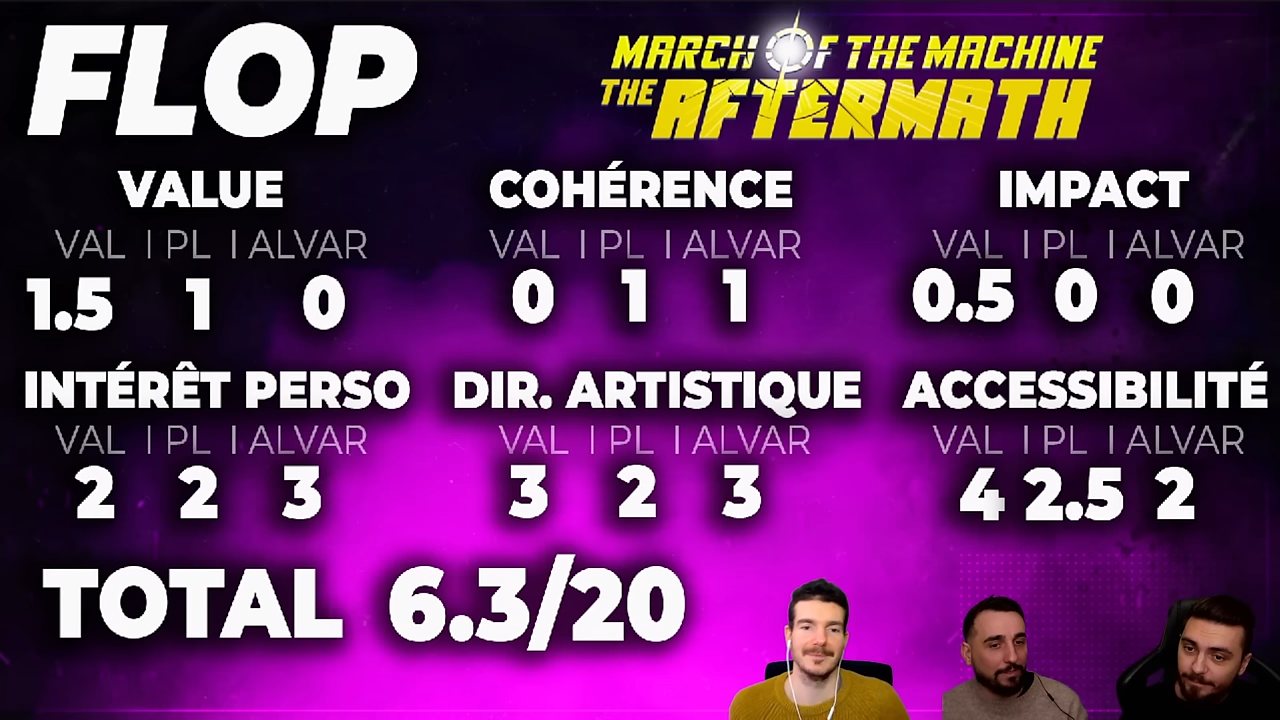 FLOP
MARCH OF THE MACHINE
THE AFTERMATH
VALUE
VAL | PL | ALVAR
1.5 1 0
COHÉRENCE
VAL | PL | ALVAR
0 1 1
IMPACT
VAL | PL | ALVAR
0.5 0 0
INTÉRÊT PERSO
VAL | PL | ALVAR
2 2 3
DIR. ARTISTIQUE
VAL | PL | ALVAR
3 2 3
ACCESSIBILITÉ
VAL | PL | ALVAR
4 2.5 2
TOTAL 6.3/20